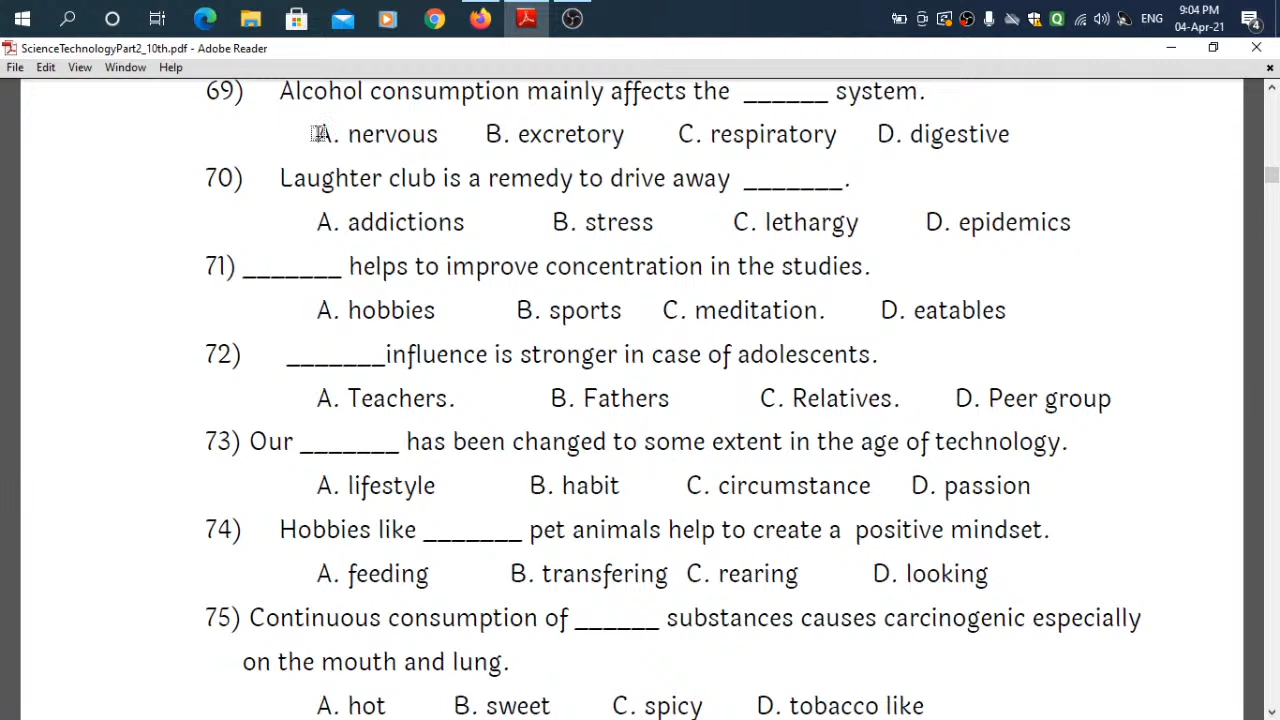 9:04 PM
ENG
04-Apr-21
4
ScienceTechnologyPart2_10th.pdf - Adobe Reader
File Edit View Window Help
69) Alcohol consumption mainly affects the ______ system.
A. nervous B. excretory C. respiratory D. digestive
70) Laughter club is a remedy to drive away _______.
A. addictions B. stress C. lethargy D. epidemics
71) _______ helps to improve concentration in the studies.
A. hobbies B. sports C. meditation. D. eatables
72) _______influence is stronger in case of adolescents.
A. Teachers. B. Fathers C. Relatives. D. Peer group
73) Our _______ has been changed to some extent in the age of technology.
A. lifestyle B. habit C. circumstance D. passion
74) Hobbies like _______ pet animals help to create a positive mindset.
A. feeding B. transfering C. rearing D. looking
75) Continuous consumption of ______ substances causes carcinogenic especially
on the mouth and lung.
A. hot B. sweet C. spicy D. tobacco like